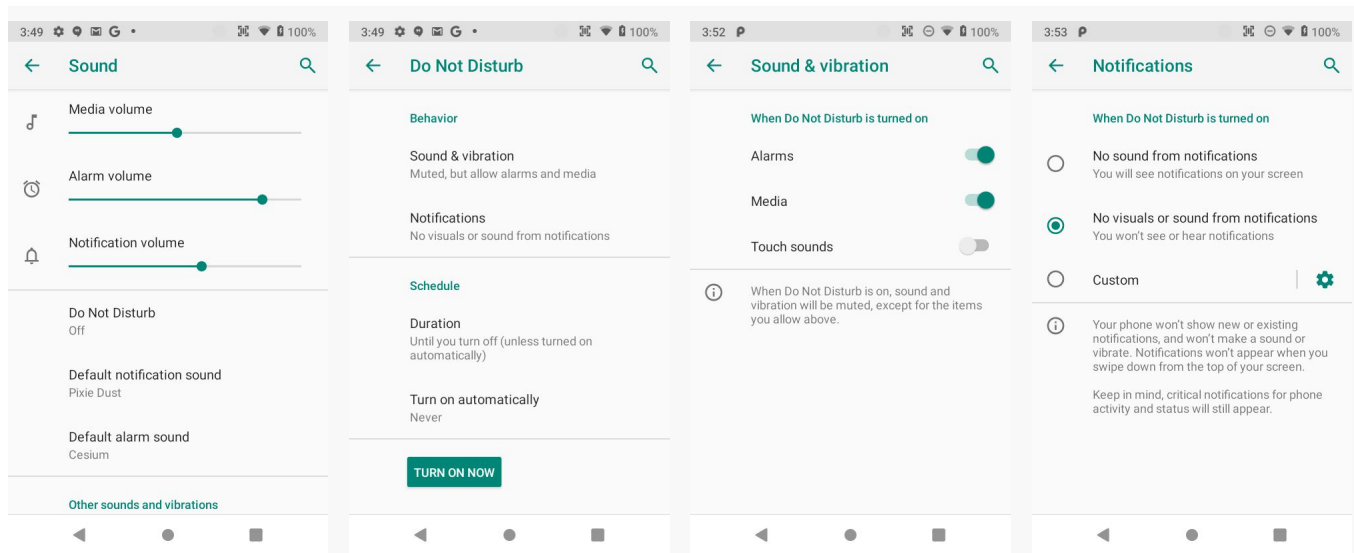 3:49 G • 100%
Sound
Media volume
Alarm volume
Notification volume
Do Not Disturb
Off
Default notification sound
Pixie Dust
Default alarm sound
Cesium
Other sounds and vibrations
3:49 G • 100%
Do Not Disturb
Behavior
Sound & vibration
Muted, but allow alarms and media
Notifications
No visuals or sound from notifications
Schedule
Duration
Until you turn off (unless turned on
automatically)
Turn on automatically
Never
TURN ON NOW
3:52 P 100%
Sound & vibration
When Do Not Disturb is turned on
Alarms
Media
Touch sounds
When Do Not Disturb is on, sound and
vibration will be muted, except for the items
you allow above.
3:53 P 100%
Notifications
When Do Not Disturb is turned on
No sound from notifications
You will see notifications on your screen
No visuals or sound from notifications
You won't see or hear notifications
Custom
Your phone won't show new or existing
notifications, and won't make a sound or
vibrate. Notifications won't appear when you
swipe down from the top of your screen.
Keep in mind, critical notifications for phone
activity and status will still appear.